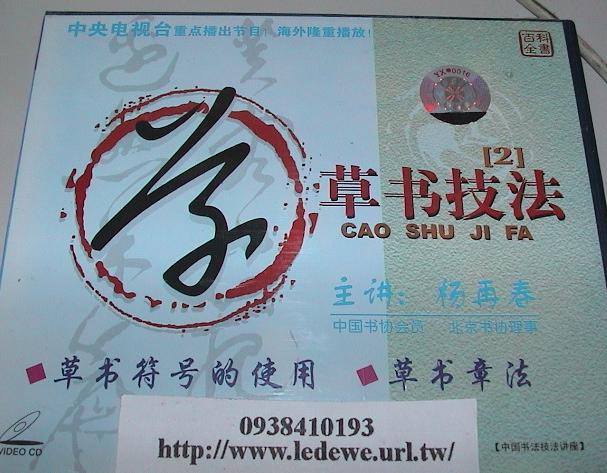 中央电视台重点播出节目！海外隆重播放！
百科
全書
YX●0016
[2]
草书技法
CAO SHU JI FA
主讲：杨再春
中国书协会员 北京书协理事
草书符号的使用 草书章法
0938410193
http://www.ledewe.url.tw/
VIDEO CD
【中国书法技法讲座】